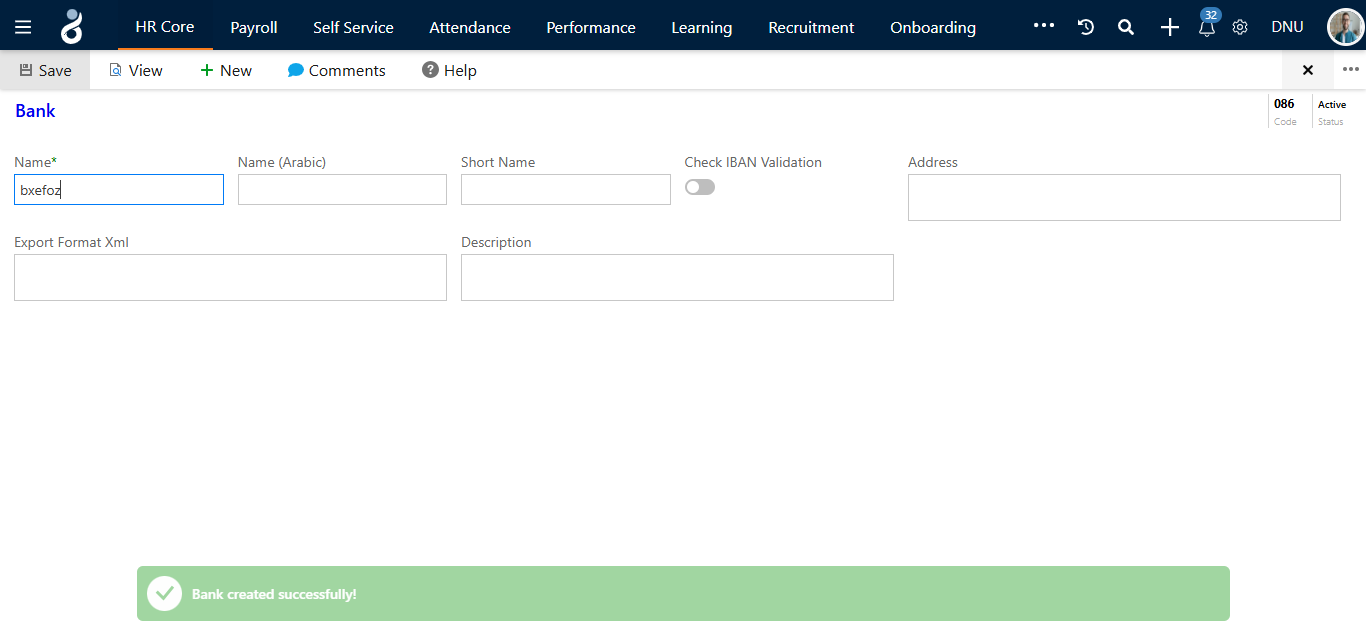 HR Core Payroll Self Service Attendance Performance Learning Recruitment Onboarding ••• 32 DNU
Save View New Comments Help
Bank
086 Active
Code Status
Name* Name (Arabic) Short Name Check IBAN Validation Address
bxefoz
Export Format Xml Description
Bank created successfully!